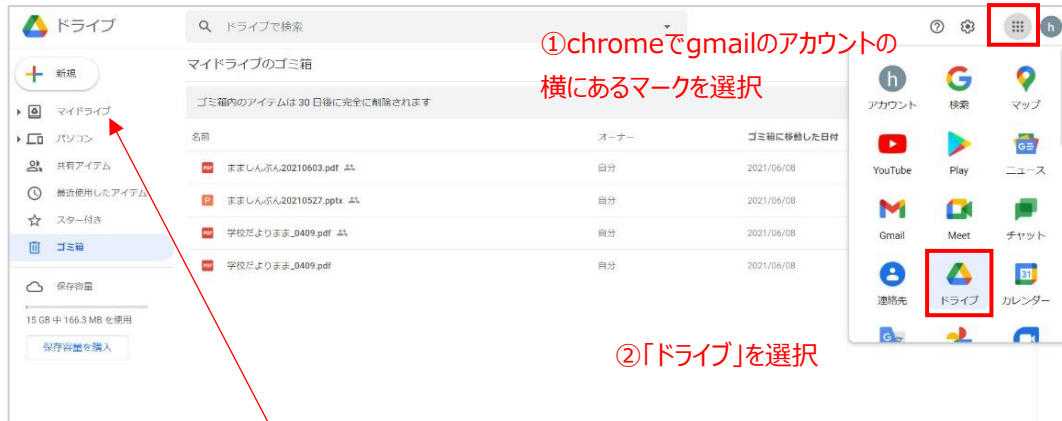 ドライブ
ドライブで検索
①chromeでgmailのアカウントの
横にあるマークを選択
h
新規
マイドライブのゴミ箱
ゴミ箱内のアイテムは 30 日後に完全に削除されます
マイドライブ
パソコン
共有アイテム
最近使用したアイテム
スター付き
ゴミ箱
保存容量
15 GB 中 166.3 MB を使用
保存容量を購入
名前 オーナー ゴミ箱に移動した日付
PDF まましんぶん20210603.pdf 自分 2021/06/08
P まましんぶん20210527.pptx 自分 2021/06/08
PDF 学校だよりまま_0409.pdf 自分 2021/06/08
PDF 学校だよりまま_0409.pdf 自分 2021/06/08
h
アカウント 検索 マップ
YouTube Play ニュース
Gmail Meet チャット
31
連絡先 ドライブ カレンダー
②「ドライブ」を選択